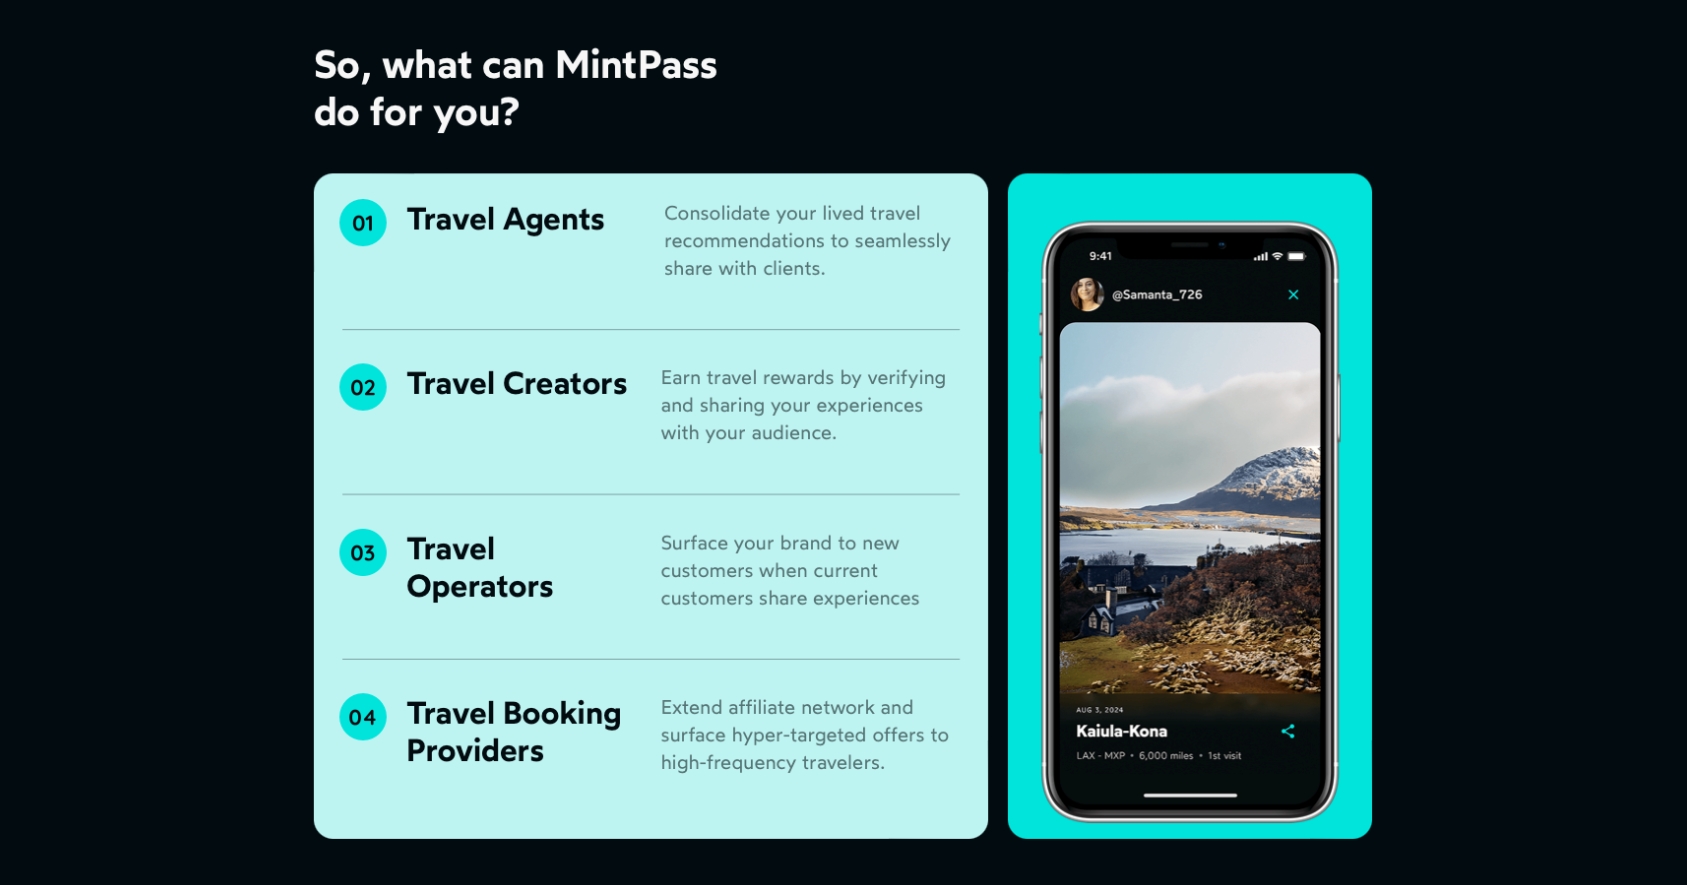 So, what can MintPass
do for you?
01
Travel Agents
Consolidate your lived travel
recommendations to seamlessly
share with clients.
02
Travel Creators
Earn travel rewards by verifying
and sharing your experiences
with your audience.
03
Travel
Operators
Surface your brand to new
customers when current
customers share experiences
04
Travel Booking
Providers
Extend affiliate network and
surface hyper-targeted offers to
high-frequency travelers.
9:41
@Samanta_726
AUG 3, 2024
Kaiula-Kona
LAX - MXP • 6,000 miles • 1st visit